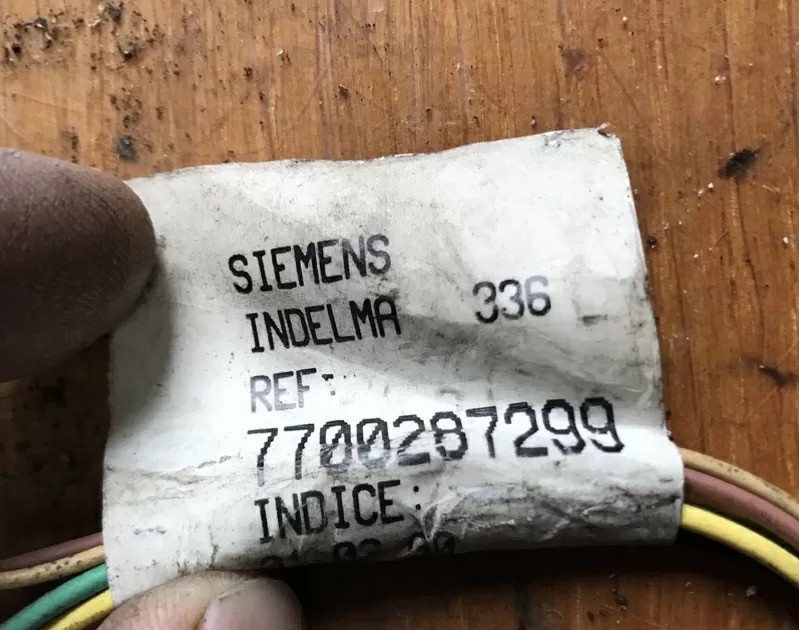 SIEMENS
INDELMA 336
REF:
7700287299
INDICE: